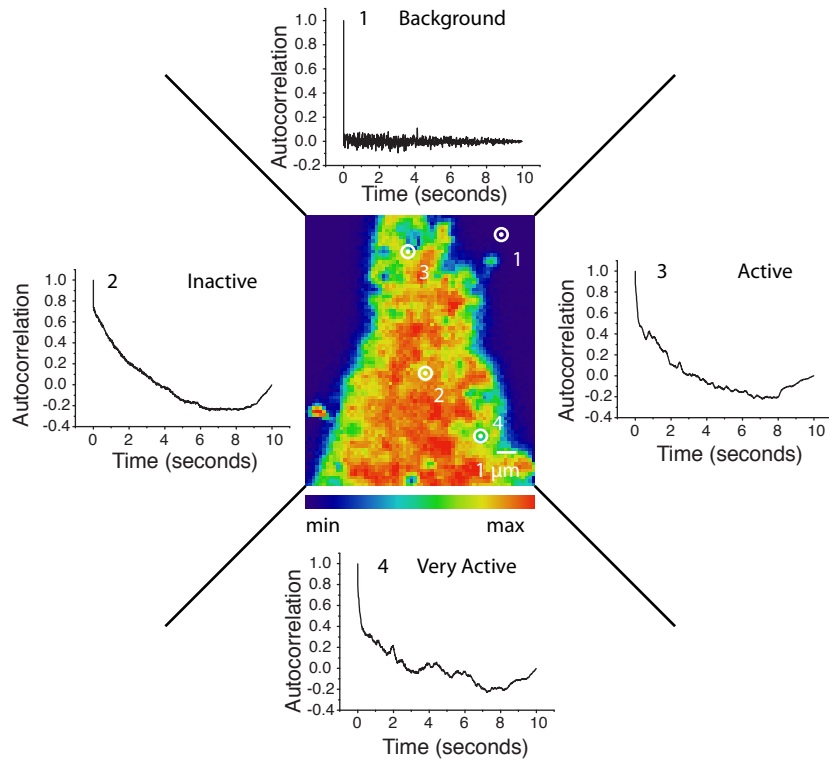 1 Background
Autocorrelation
1.0
0.8
0.6
0.4
0.2
0.0
-0.2
0 2 4 6 8 10
Time (seconds)
2 Inactive
Autocorrelation
1.0
0.8
0.6
0.4
0.2
0.0
-0.2
-0.4
0 2 4 6 8 10
Time (seconds)
1
3
2
4
1 μm
min max
3 Active
Autocorrelation
1.0
0.8
0.6
0.4
0.2
0.0
-0.2
-0.4
0 2 4 6 8 10
Time (seconds)
4 Very Active
Autocorrelation
1.0
0.8
0.6
0.4
0.2
0.0
-0.2
-0.4
0 2 4 6 8 10
Time (seconds)